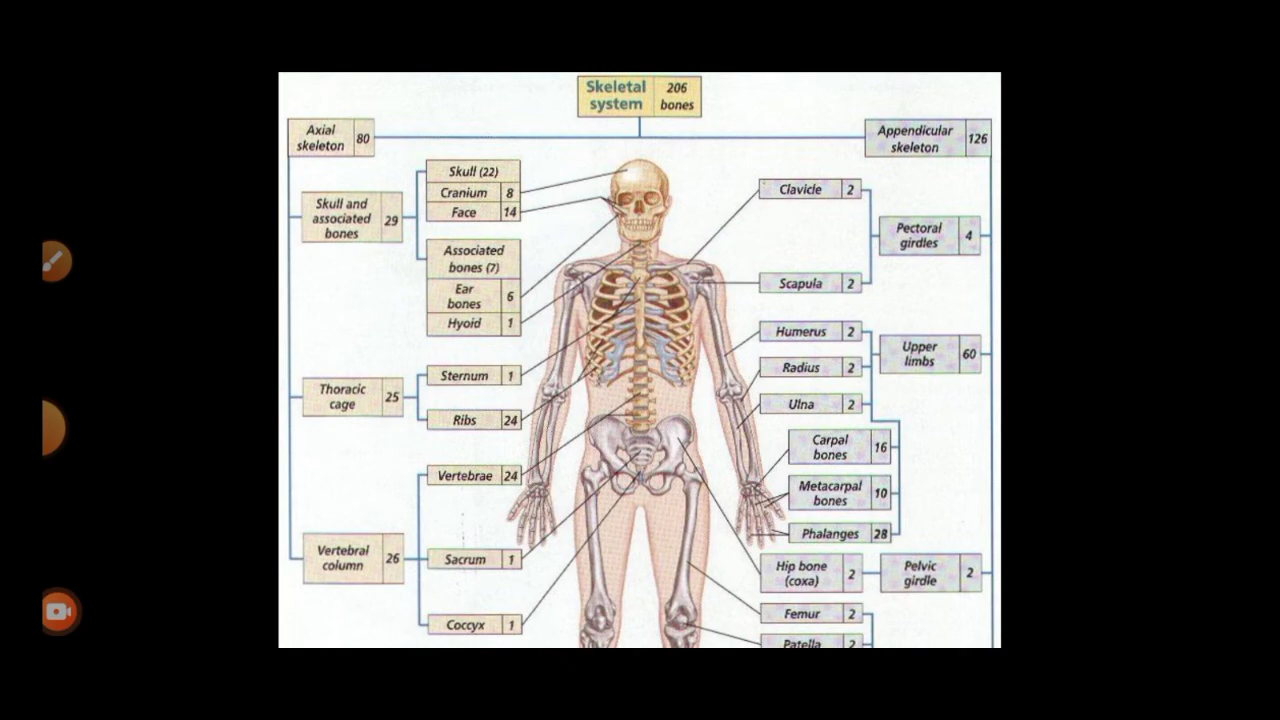 Skeletal
system
206
bones
Axial
skeleton
80
Appendicular
skeleton
126
Skull and
associated
bones
29
Skull (22)
Cranium 8
Face 14
Associated
bones (7)
Ear
bones
6
Hyoid 1
Thoracic
cage
25
Sternum 1
Ribs 24
Vertebral
column
26
Vertebrae 24
Sacrum 1
Coccyx 1
Clavicle 2
Scapula 2
Pectoral
girdles
4
Humerus 2
Radius 2
Ulna 2
Upper
limbs
60
Carpal
bones
16
Metacarpal
bones
10
Phalanges 28
Hip bone
(coxa)
2
Pelvic
girdle
2
Femur 2
Patella 2